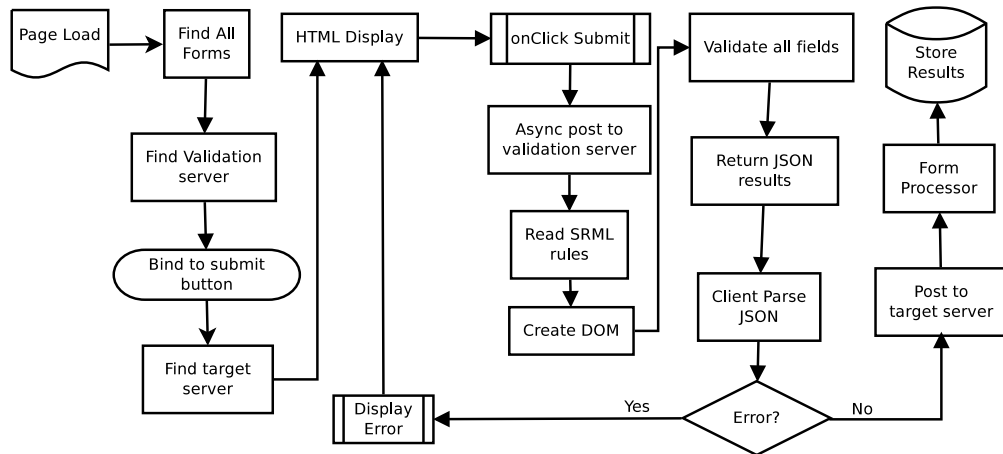 Page Load
Find All
Forms
Find Validation
server
Bind to submit
button
Find target
server
HTML Display
onClick Submit
Async post to
validation server
Read SRML
rules
Create DOM
Validate all fields
Return JSON
results
Client Parse
JSON
Error?
Yes
Display
Error
No
Post to
target server
Form
Processor
Store
Results